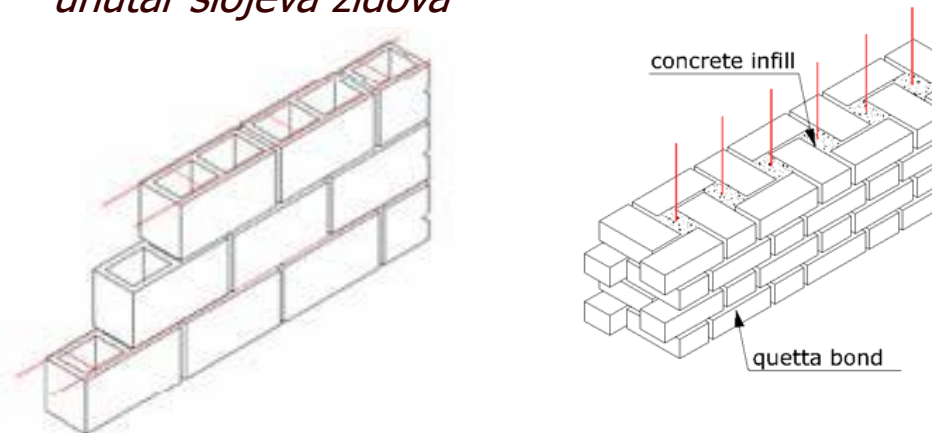 unutar slojeva zidova
concrete infill
quetta bond